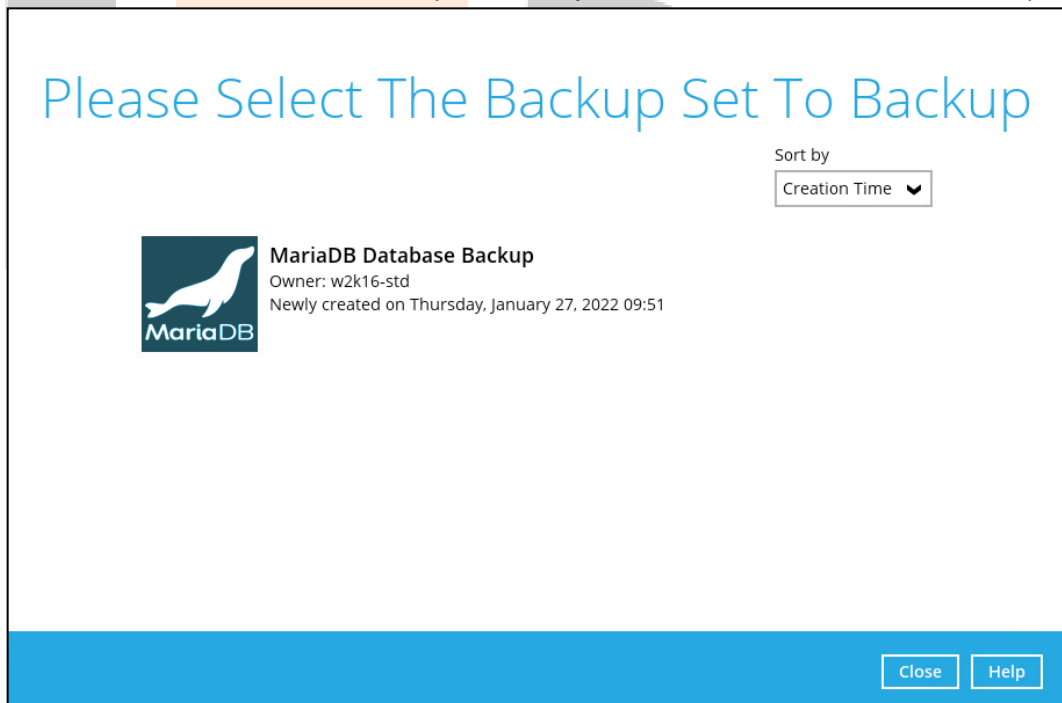 Please Select The Backup Set To Backup
Sort by
Creation Time
MariaDB Database Backup
Owner: w2k16-std
Newly created on Thursday, January 27, 2022 09:51
MariaDB
Close Help